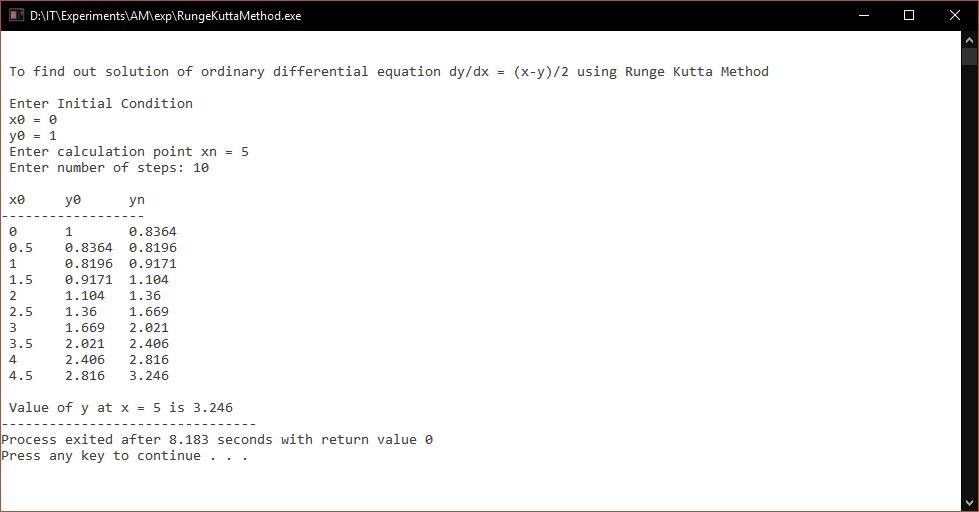 D:\IT\Experiments\AM\exp\RungeKuttaMethod.exe
To find out solution of ordinary differential equation dy/dx = (x-y)/2 using Runge Kutta Method
Enter Initial Condition
x0 = 0
y0 = 1
Enter calculation point xn = 5
Enter number of steps: 10
x0 y0 yn
------------------
0 1 0.8364
0.5 0.8364 0.8196
1 0.8196 0.9171
1.5 0.9171 1.104
2 1.104 1.36
2.5 1.36 1.669
3 1.669 2.021
3.5 2.021 2.406
4 2.406 2.816
4.5 2.816 3.246
Value of y at x = 5 is 3.246
--------------------------------
Process exited after 8.183 seconds with return value 0
Press any key to continue . . .